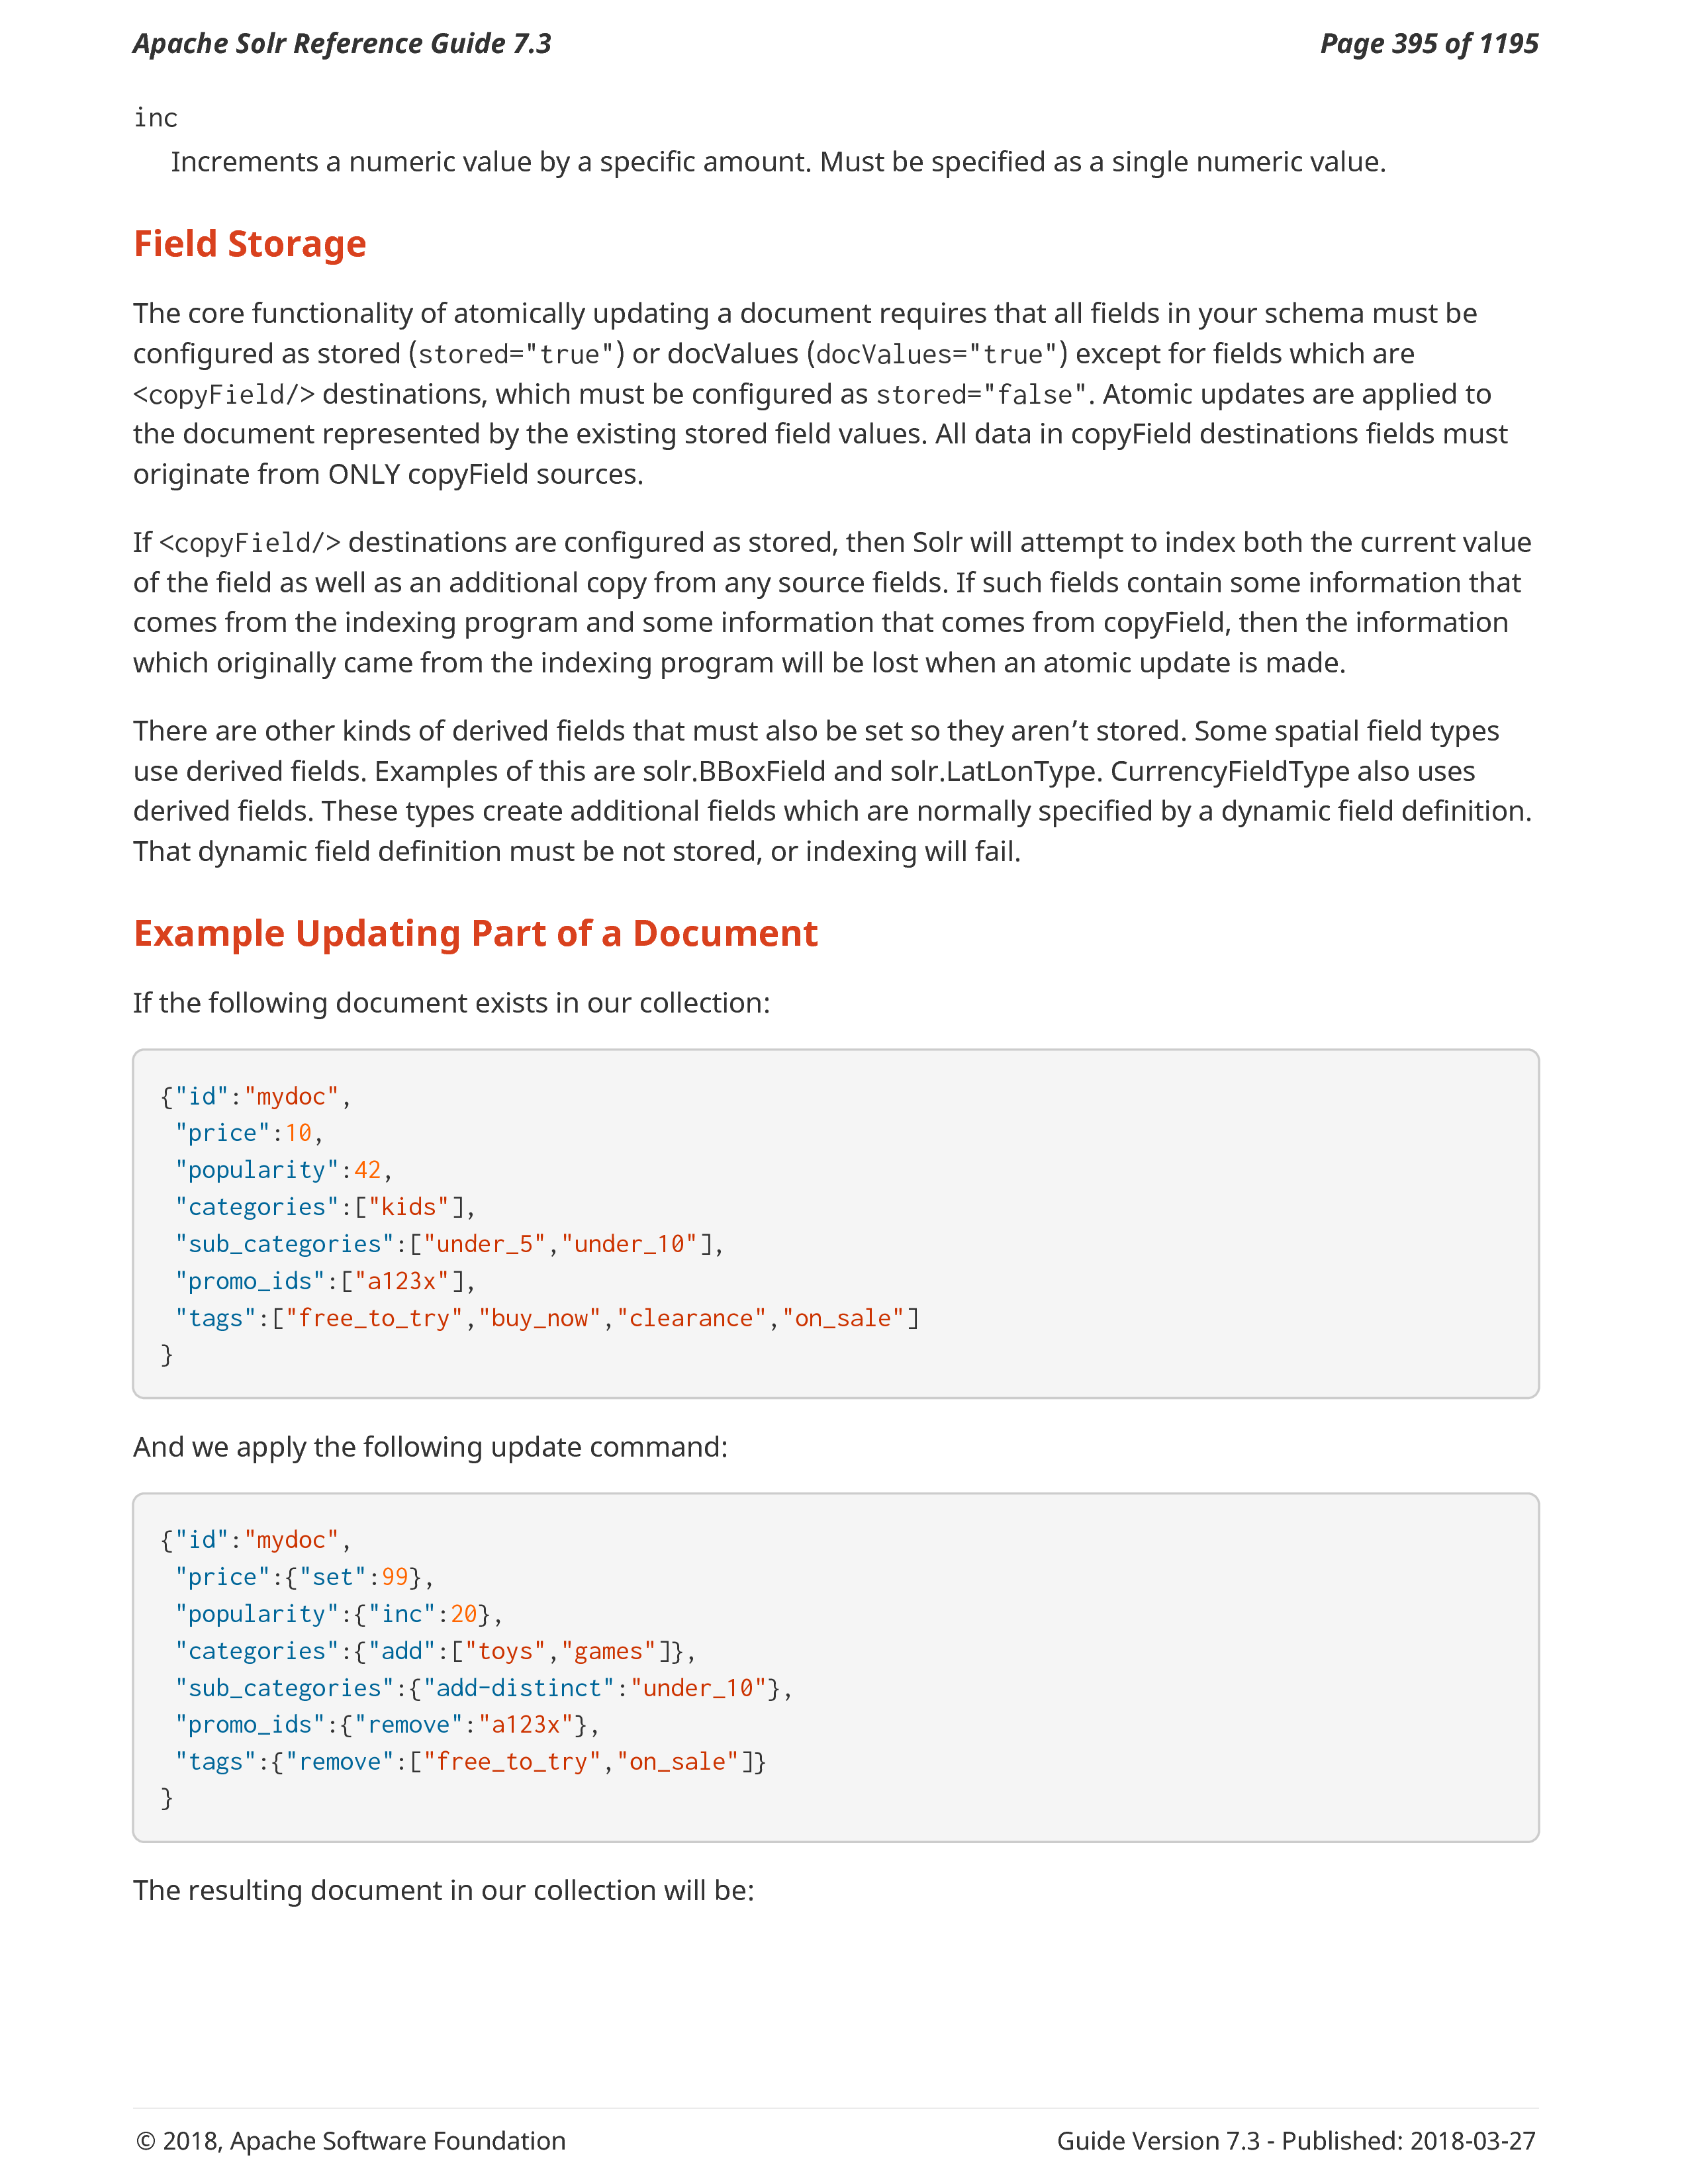 Apache Solr Reference Guide 7.3 Page 395 of 1195
inc
Increments a numeric value by a specific amount. Must be specified as a single numeric value.
Field Storage
The core functionality of atomically updating a document requires that all fields in your schema must be
configured as stored (stored="true") or docValues (docValues="true") except for fields which are
<copyField/> destinations, which must be configured as stored="false". Atomic updates are applied to
the document represented by the existing stored field values. All data in copyField destinations fields must
originate from ONLY copyField sources.
If <copyField/> destinations are configured as stored, then Solr will attempt to index both the current value
of the field as well as an additional copy from any source fields. If such fields contain some information that
comes from the indexing program and some information that comes from copyField, then the information
which originally came from the indexing program will be lost when an atomic update is made.
There are other kinds of derived fields that must also be set so they aren’t stored. Some spatial field types
use derived fields. Examples of this are solr.BBoxField and solr.LatLonType. CurrencyFieldType also uses
derived fields. These types create additional fields which are normally specified by a dynamic field definition.
That dynamic field definition must be not stored, or indexing will fail.
Example Updating Part of a Document
If the following document exists in our collection:
{"id":"mydoc",
 "price":10,
 "popularity":42,
 "categories":["kids"],
 "sub_categories":["under_5","under_10"],
 "promo_ids":["a123x"],
 "tags":["free_to_try","buy_now","clearance","on_sale"]
}
And we apply the following update command:
{"id":"mydoc",
 "price":{"set":99},
 "popularity":{"inc":20},
 "categories":{"add":["toys","games"]},
 "sub_categories":{"add-distinct":"under_10"},
 "promo_ids":{"remove":"a123x"},
 "tags":{"remove":["free_to_try","on_sale"]}
}
The resulting document in our collection will be:
© 2018, Apache Software Foundation Guide Version 7.3 - Published: 2018-03-27